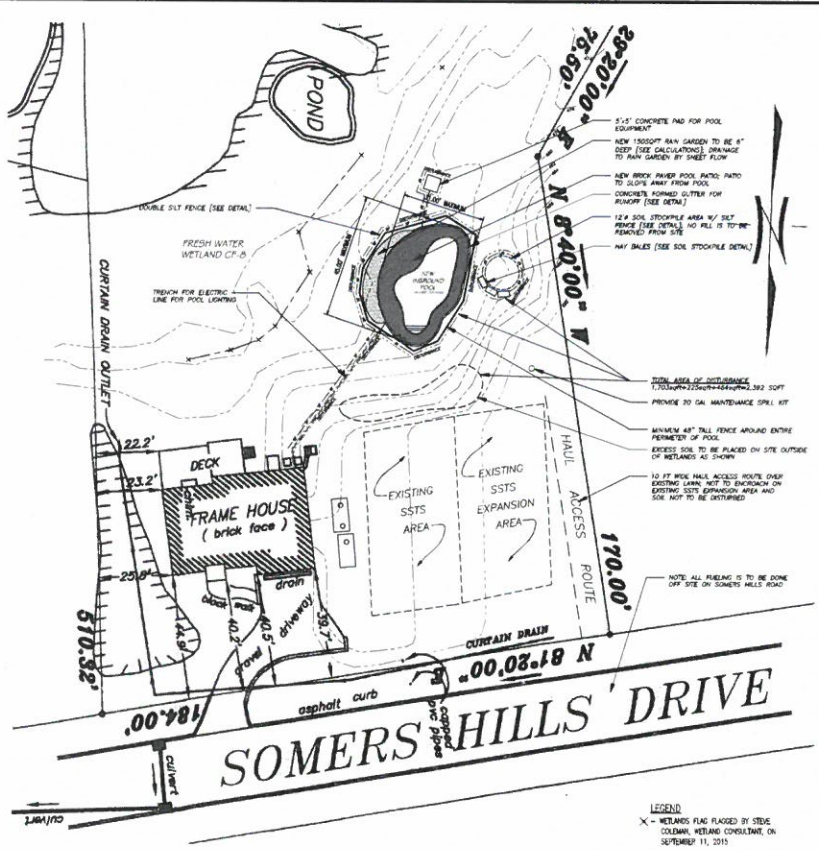 29°20'00"
75.60'
POND
5'x5' CONCRETE PAD FOR POOL
EQUIPMENT
NEW 150SQFT RAIN GARDEN TO BE 6"
DEEP [SEE CALCULATIONS]; DRAINAGE
TO RAIN GARDEN BY SHEET FLOW
NEW BRICK PAVER POOL PATIO; PATIO
TO SLOPE AWAY FROM POOL
CONCRETE FORMED GUTTER FOR
RUNOFF [SEE DETAIL]
12'ø SOIL STOCKPILE AREA W/ SILT
FENCE [SEE DETAIL]; NO FILL IS TO BE
REMOVED FROM SITE
HAY BALES [SEE SOIL STOCKPILE DETAIL]
DOUBLE SILT FENCE [SEE DETAIL]
FRESH WATER
WETLAND CF-8
N 8°40'00" W
NEW
INGROUND
POOL
TRENCH FOR ELECTRIC
LINE FOR POOL LIGHTING
CURTAIN DRAIN OUTLET
TOTAL AREA OF DISTURBANCE
1,703sqft+225sqft+464sqft=2,392 SQFT
PROVIDE 20 GAL MAINTENANCE SPILL KIT
MINIMUM 48" TALL FENCE AROUND ENTIRE
PERIMETER OF POOL
EXCESS SOIL TO BE PLACED ON SITE OUTSIDE
OF WETLANDS AS SHOWN
10 FT WIDE HAUL ACCESS ROUTE OVER
EXISTING LAWN; NOT TO ENCROACH ON
EXISTING SSTS EXPANSION AREA AND
SOIL NOT TO BE DISTURBED
22.2'
DECK
23.2'
chim
FRAME HOUSE
( brick face )
EXISTING
SSTS
AREA
EXISTING
SSTS
EXPANSION
AREA
HAUL ACCESS ROUTE
25.8'
drain
block walk
gravel driveway
44.9'
40.2'
40.5'
39.7'
170.00'
510.32'
NOTE: ALL FUELING IS TO BE DONE
OFF SITE ON SOMERS HILLS ROAD
CURTAIN DRAIN
N 81°20'00"
184.00'
asphalt curb
capped
pvc pipes
SOMERS HILLS DRIVE
culvert
culvert
LEGEND
X - WETLANDS FLAG FLAGGED BY STEVE
COLEMAN, WETLAND CONSULTANT, ON
SEPTEMBER 11, 2015